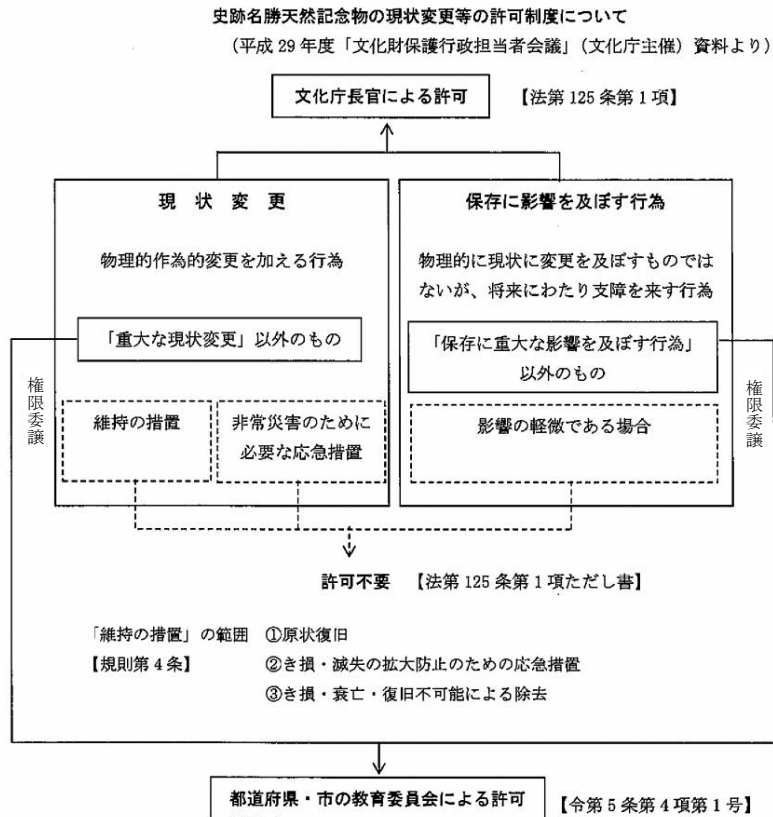 史跡名勝天然記念物の現状変更等の許可制度について
(平成29年度「文化財保護行政担当者会議」(文化庁主催)資料より)
文化庁長官による許可 【法第125条第1項】
現状変更
物理的作為的変更を加える行為
「重大な現状変更」以外のもの
維持の措置
非常災害のために
必要な応急措置
保存に影響を及ぼす行為
物理的に現状に変更を及ぼすものでは
ないが、将来にわたり支障を来す行為
「保存に重大な影響を及ぼす行為」
以外のもの
影響の軽微である場合
権限委譲
権限委譲
許可不要 【法第125条第1項ただし書】
「維持の措置」の範囲 ①原状復旧
【規則第4条】 ②き損・滅失の拡大防止のための応急措置
③き損・衰亡・復旧不可能による除去
都道府県・市の教育委員会による許可 【令第5条第4項第1号】